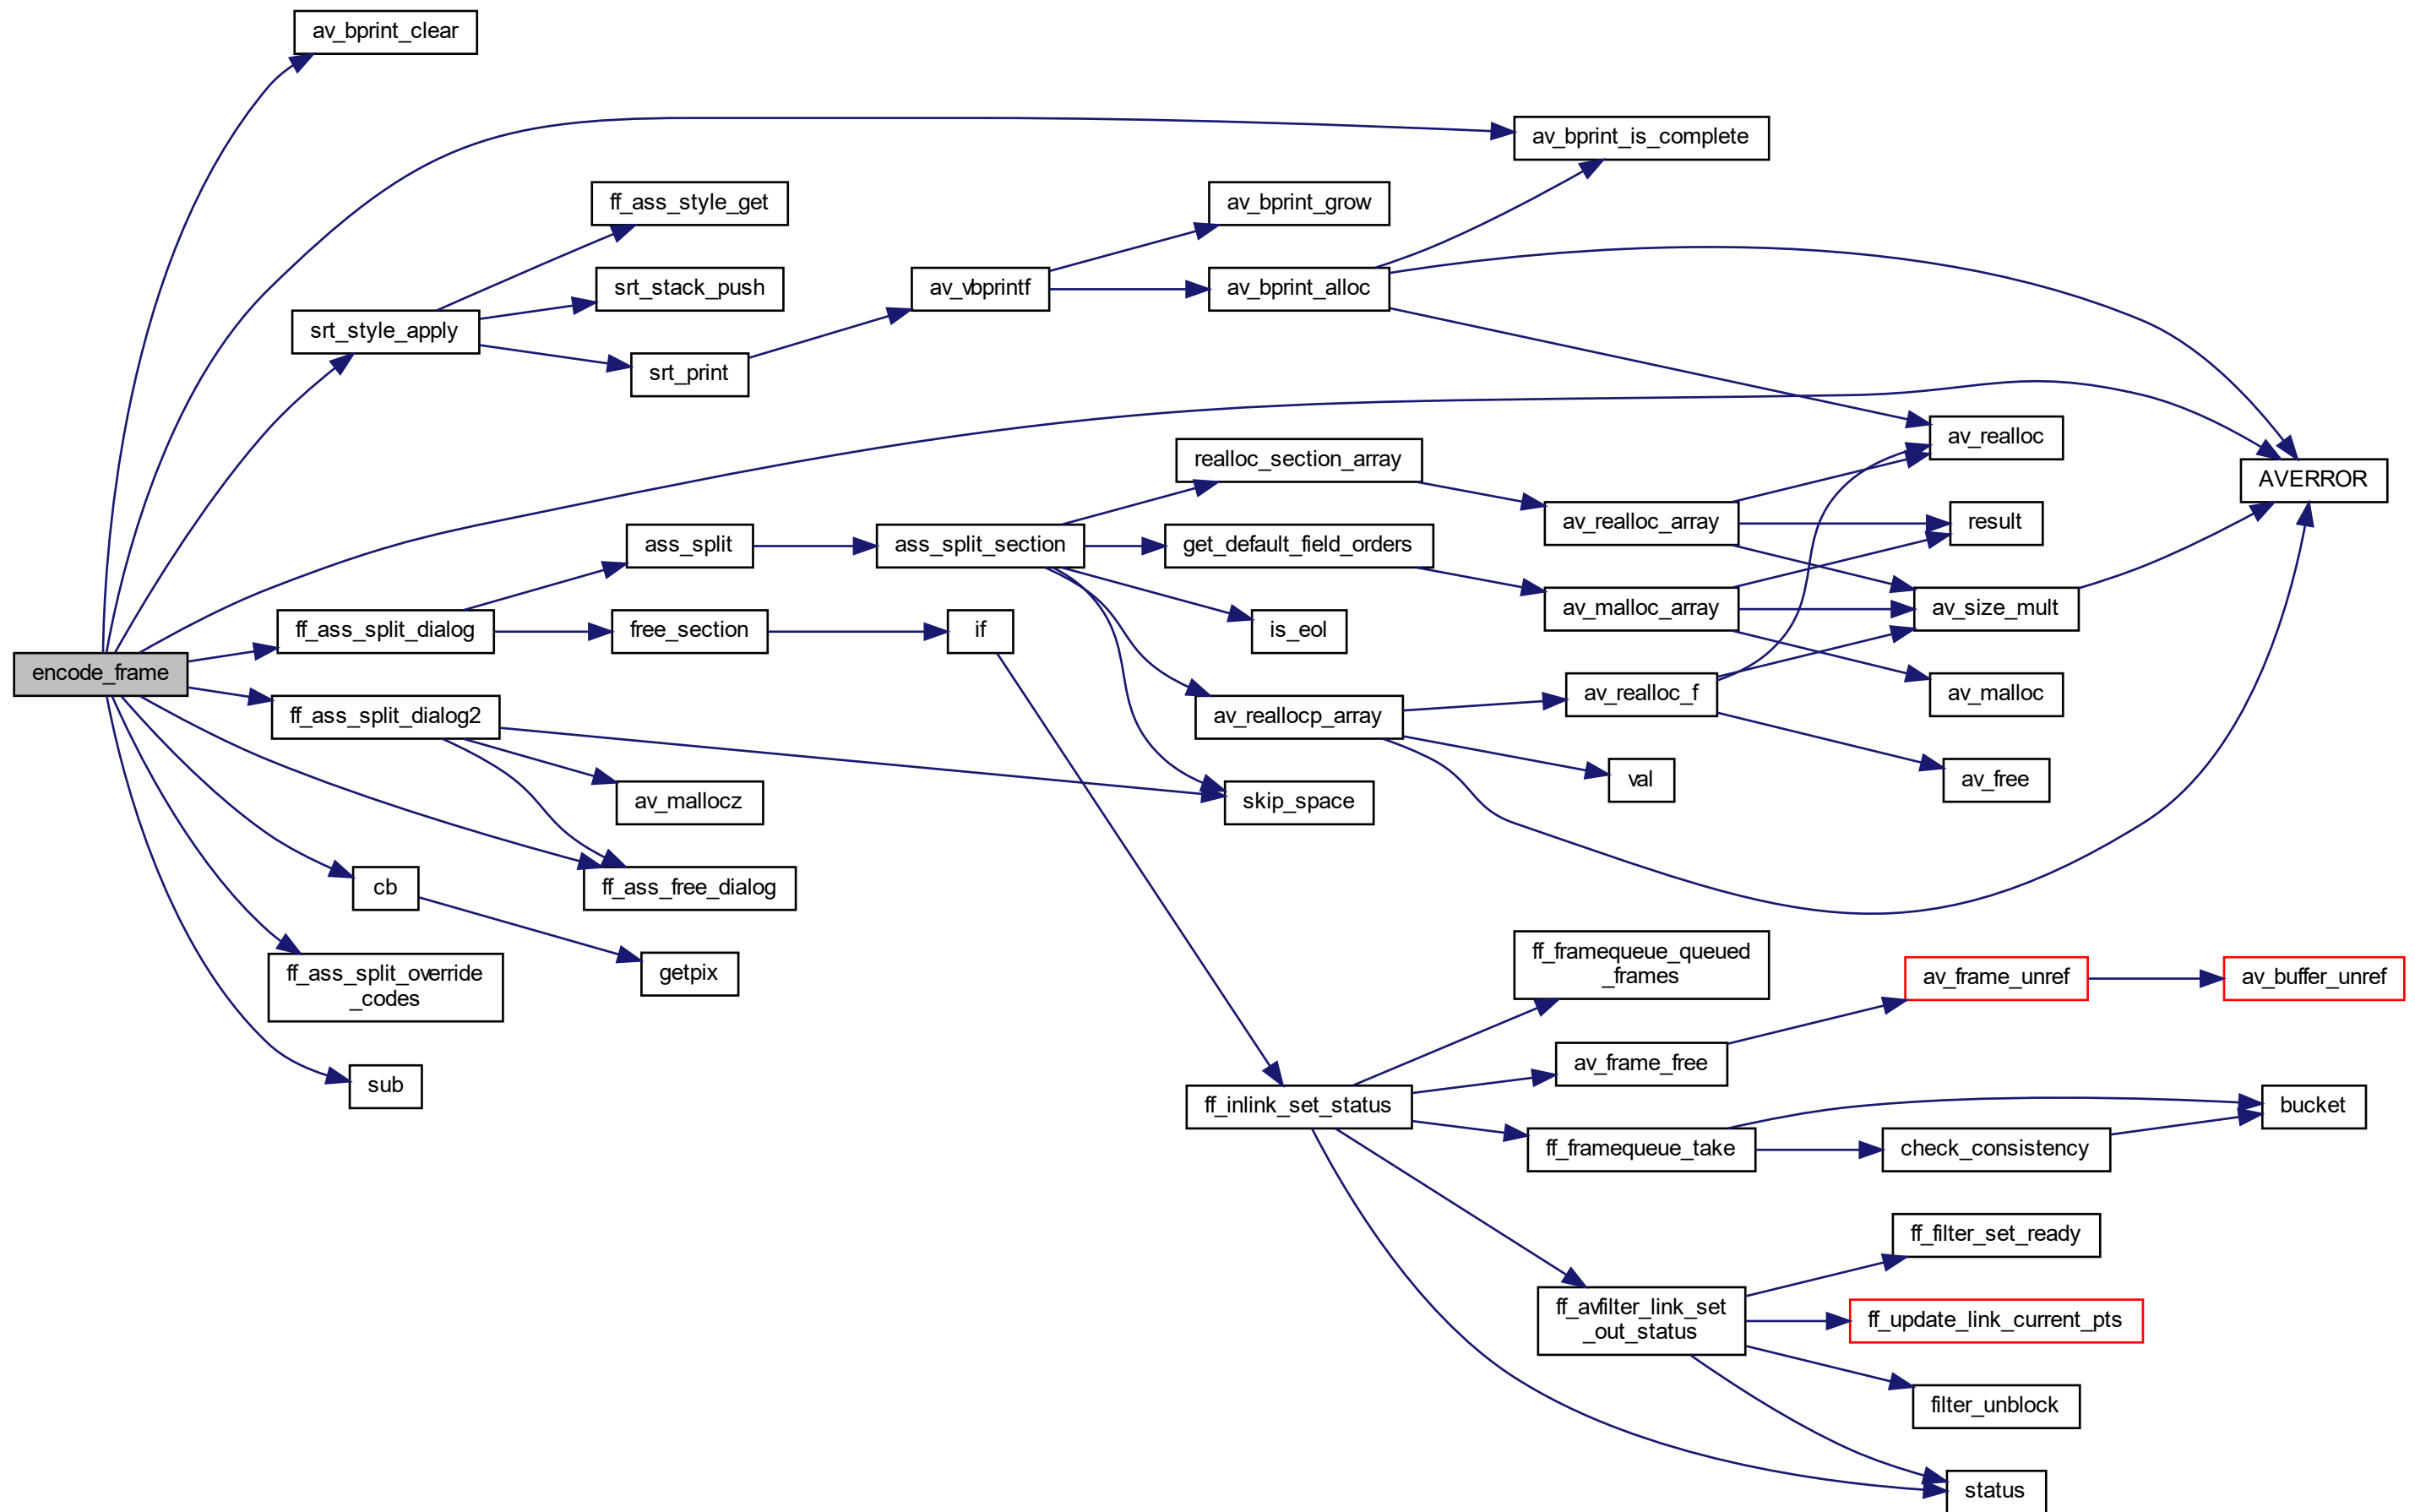 av_bprint_clear
av_bprint_is_complete
ff_ass_style_get
av_bprint_grow
srt_stack_push
av_vbprintf
av_bprint_alloc
srt_style_apply
srt_print
av_realloc
realloc_section_array
AVERROR
av_realloc_array
result
ass_split
ass_split_section
get_default_field_orders
av_malloc_array
av_size_mult
ff_ass_split_dialog
free_section
if
is_eol
encode_frame
av_realloc_f
av_malloc
ff_ass_split_dialog2
av_reallocp_array
val
av_free
av_mallocz
skip_space
cb
ff_ass_free_dialog
ff_ass_split_override
_codes
getpix
ff_framequeue_queued
_frames
av_frame_unref
av_buffer_unref
av_frame_free
sub
ff_inlink_set_status
bucket
ff_framequeue_take
check_consistency
ff_filter_set_ready
ff_avfilter_link_set
_out_status
ff_update_link_current_pts
filter_unblock
status